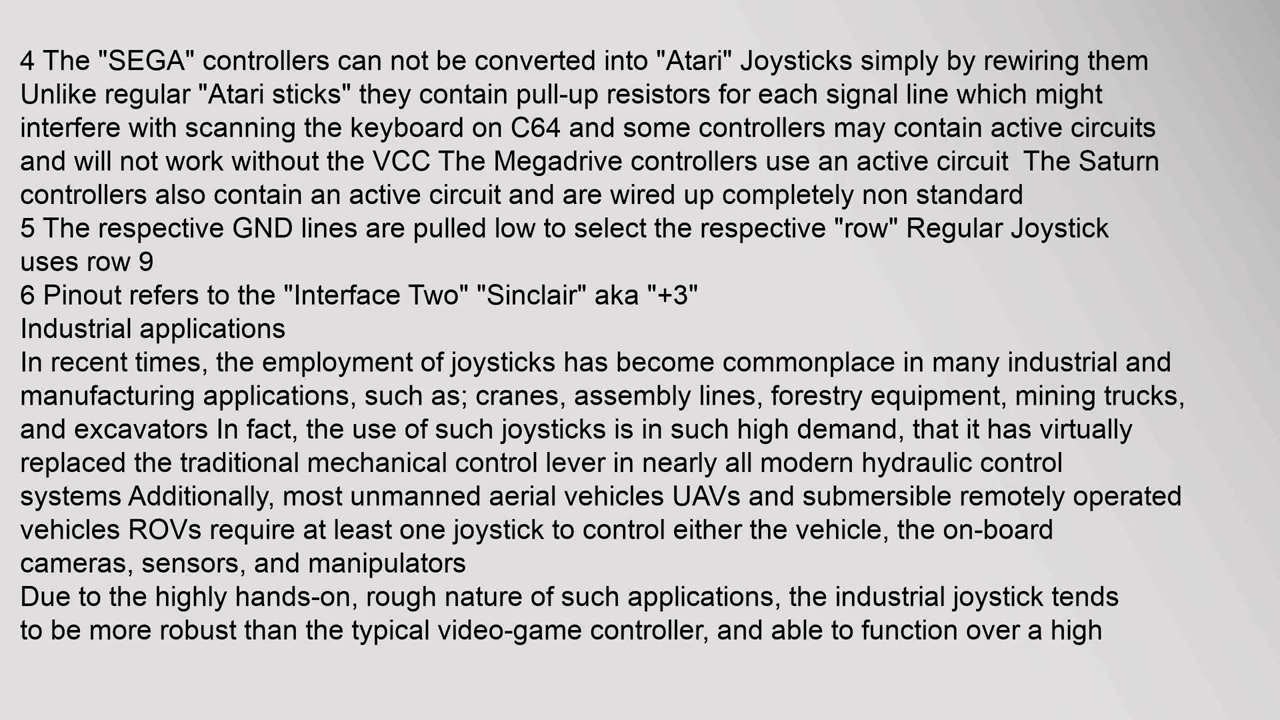 4 The "SEGA" controllers can not be converted into "Atari" Joysticks simply by rewiring them
Unlike regular "Atari sticks" they contain pull-up resistors for each signal line which might
interfere with scanning the keyboard on C64 and some controllers may contain active circuits
and will not work without the VCC The Megadrive controllers use an active circuit  The Saturn
controllers also contain an active circuit and are wired up completely non standard
5 The respective GND lines are pulled low to select the respective "row" Regular Joystick
uses row 9
6 Pinout refers to the "Interface Two" "Sinclair" aka "+3"
Industrial applications
In recent times, the employment of joysticks has become commonplace in many industrial and
manufacturing applications, such as; cranes, assembly lines, forestry equipment, mining trucks,
and excavators In fact, the use of such joysticks is in such high demand, that it has virtually
replaced the traditional mechanical control lever in nearly all modern hydraulic control
systems Additionally, most unmanned aerial vehicles UAVs and submersible remotely operated
vehicles ROVs require at least one joystick to control either the vehicle, the on-board
cameras, sensors, and manipulators
Due to the highly hands-on, rough nature of such applications, the industrial joystick tends
to be more robust than the typical video-game controller, and able to function over a high